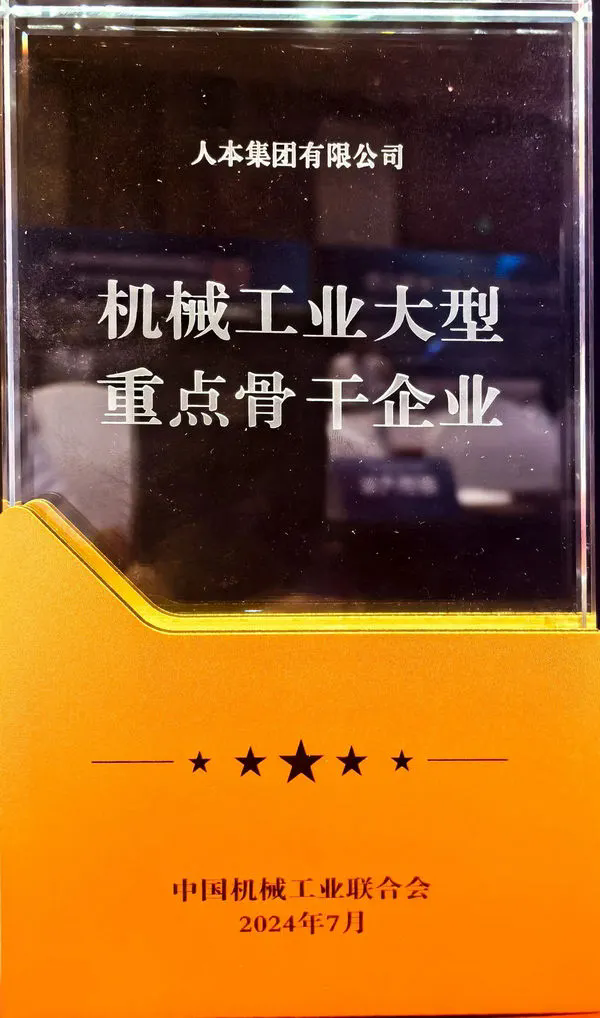 人本集团有限公司
机械工业大型
重点骨干企业
中国机械工业联合会
2024年7月